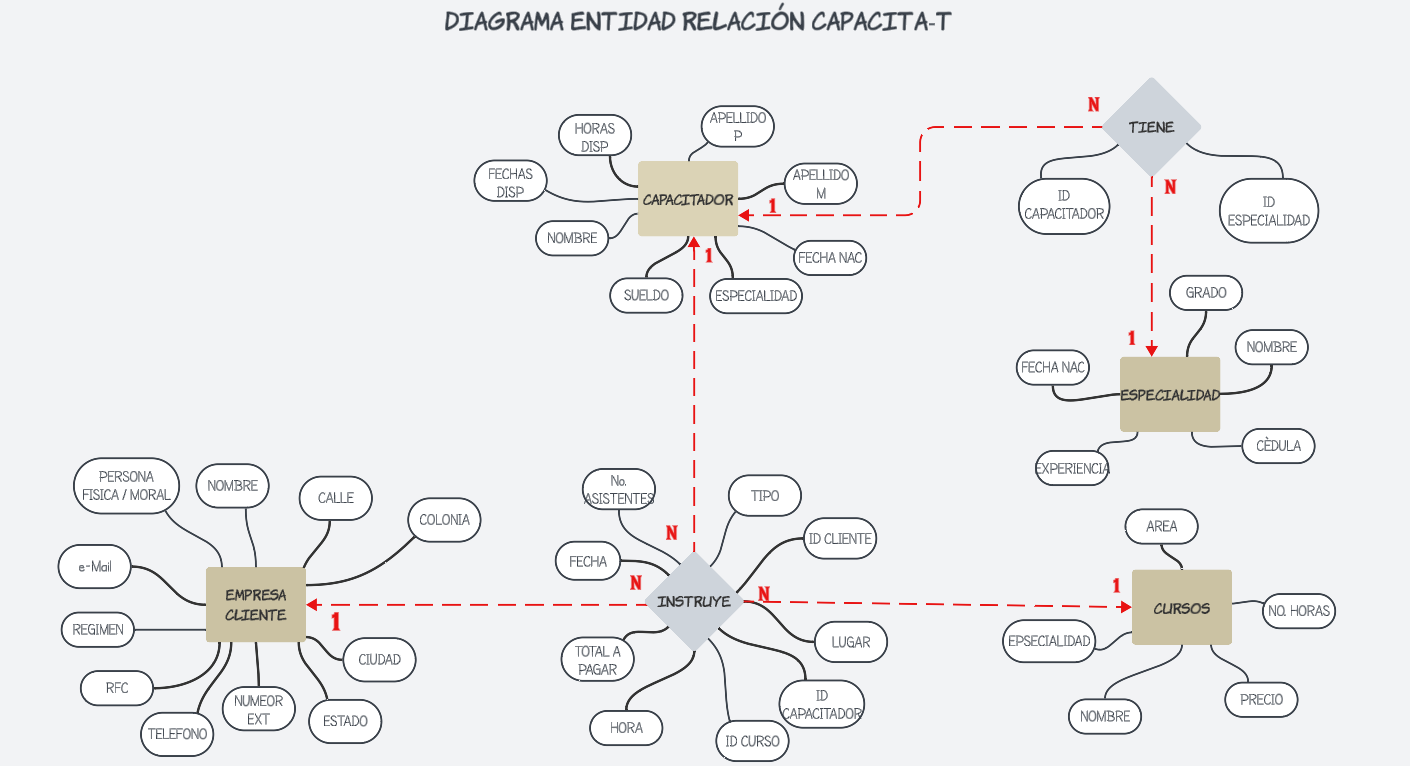 DIAGRAMA ENTIDAD RELACIÓN CAPACITA-T
HORAS
DISP
APELLIDO
P
FECHAS
DISP
APELLIDO
M
CAPACITADOR
NOMBRE
FECHA NAC
SUELDO
ESPECIALIDAD
1
1
N
TIENE
N
ID
CAPACITADOR
ID
ESPECIALIDAD
GRADO
1
NOMBRE
FECHA NAC
ESPECIALIDAD
EXPERIENCIA
CÈDULA
PERSONA
FISICA / MORAL
NOMBRE
CALLE
COLONIA
e-Mail
EMPRESA
CLIENTE
REGIMEN
RFC
TELEFONO
NUMEOR
EXT
ESTADO
CIUDAD
1
No.
ASISTENTES
TIPO
N
ID CLIENTE
FECHA
N
INSTRUYE
N
TOTAL A
PAGAR
LUGAR
HORA
ID
CAPACITADOR
ID CURSO
AREA
1
CURSOS
NO. HORAS
EPSECIALIDAD
NOMBRE
PRECIO